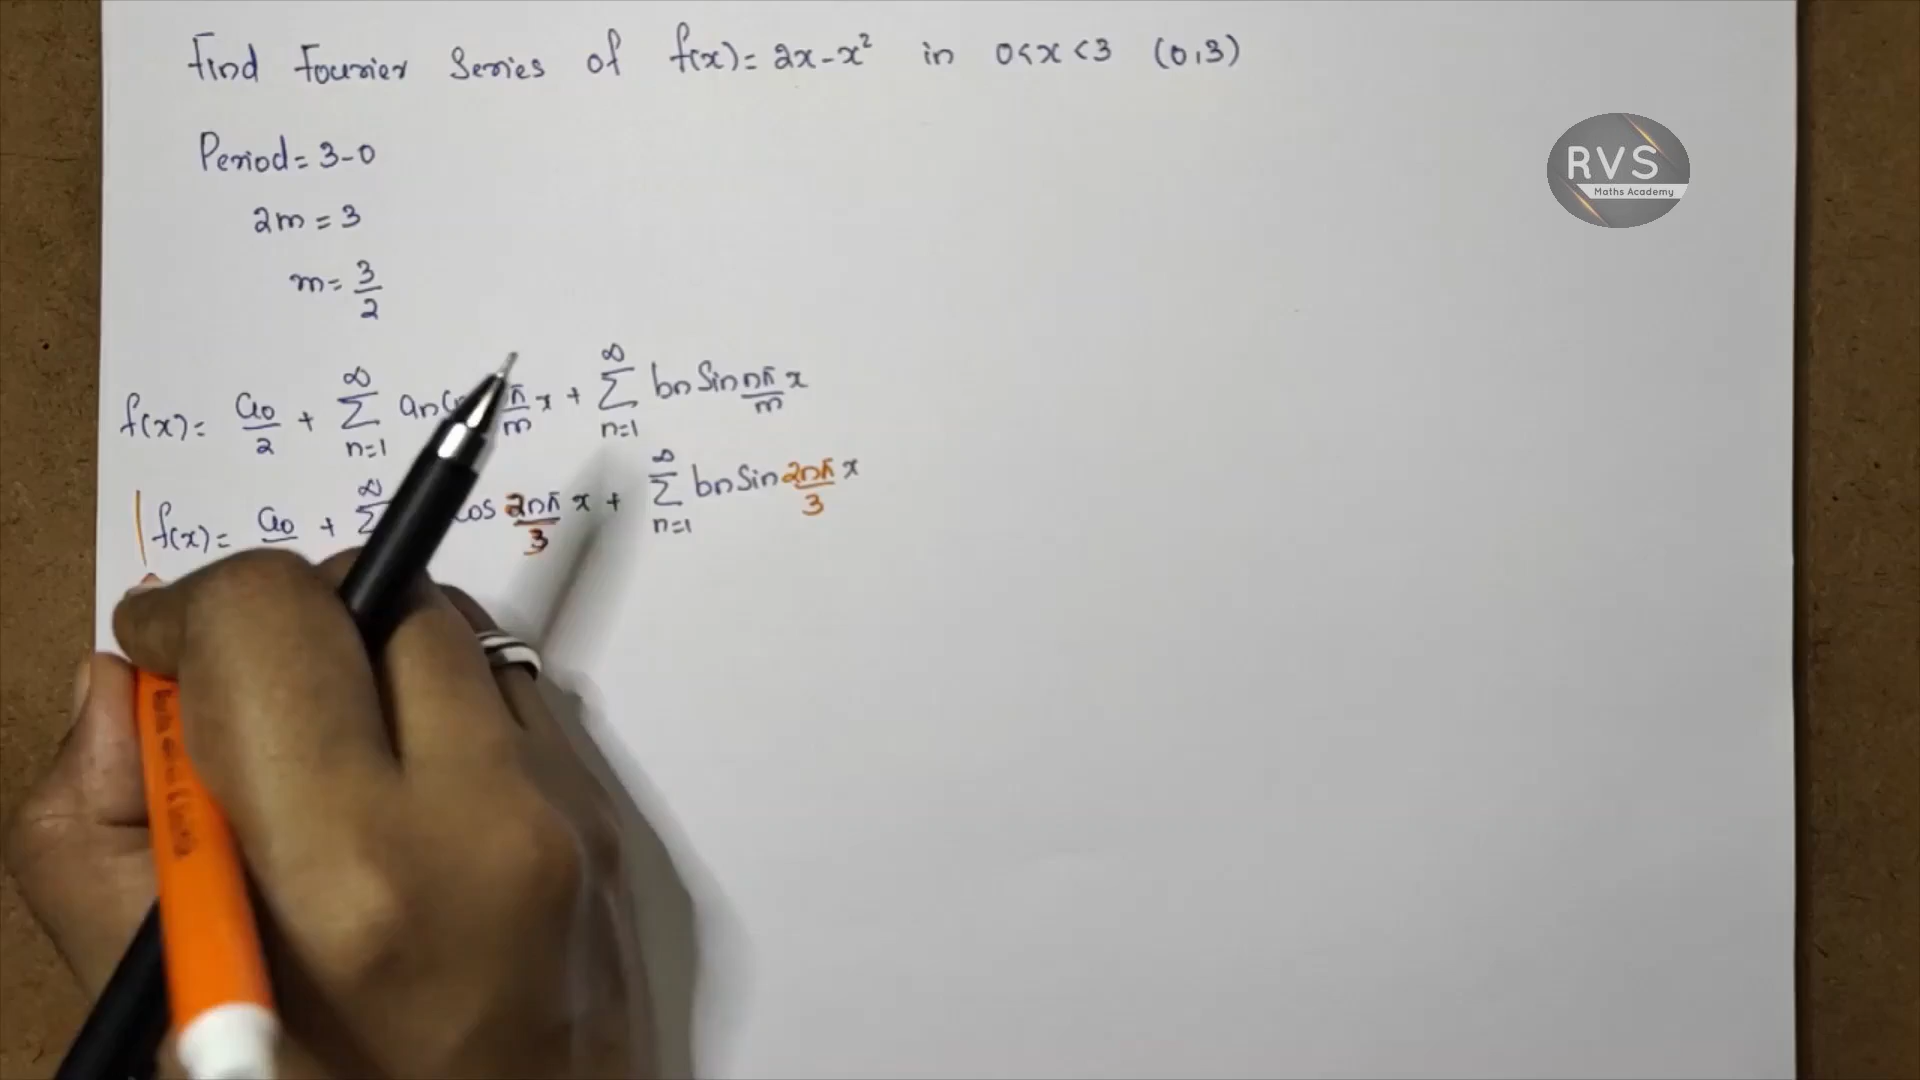 Find Fourier Series of f(x) = 2x - x² in 0 < x < 3 (0,3)
RVS
Maths Academy
Period = 3-0
2m = 3
m = 3/2
f(x) = a0/2 + ∞∑n=1 an nπ/m x + ∞∑n=1 bn Sin nπ/m x
f(x) = a0 + ∞∑ cos 2nπ/3 x + ∞∑n=1 bn Sin 2nπ/3 x